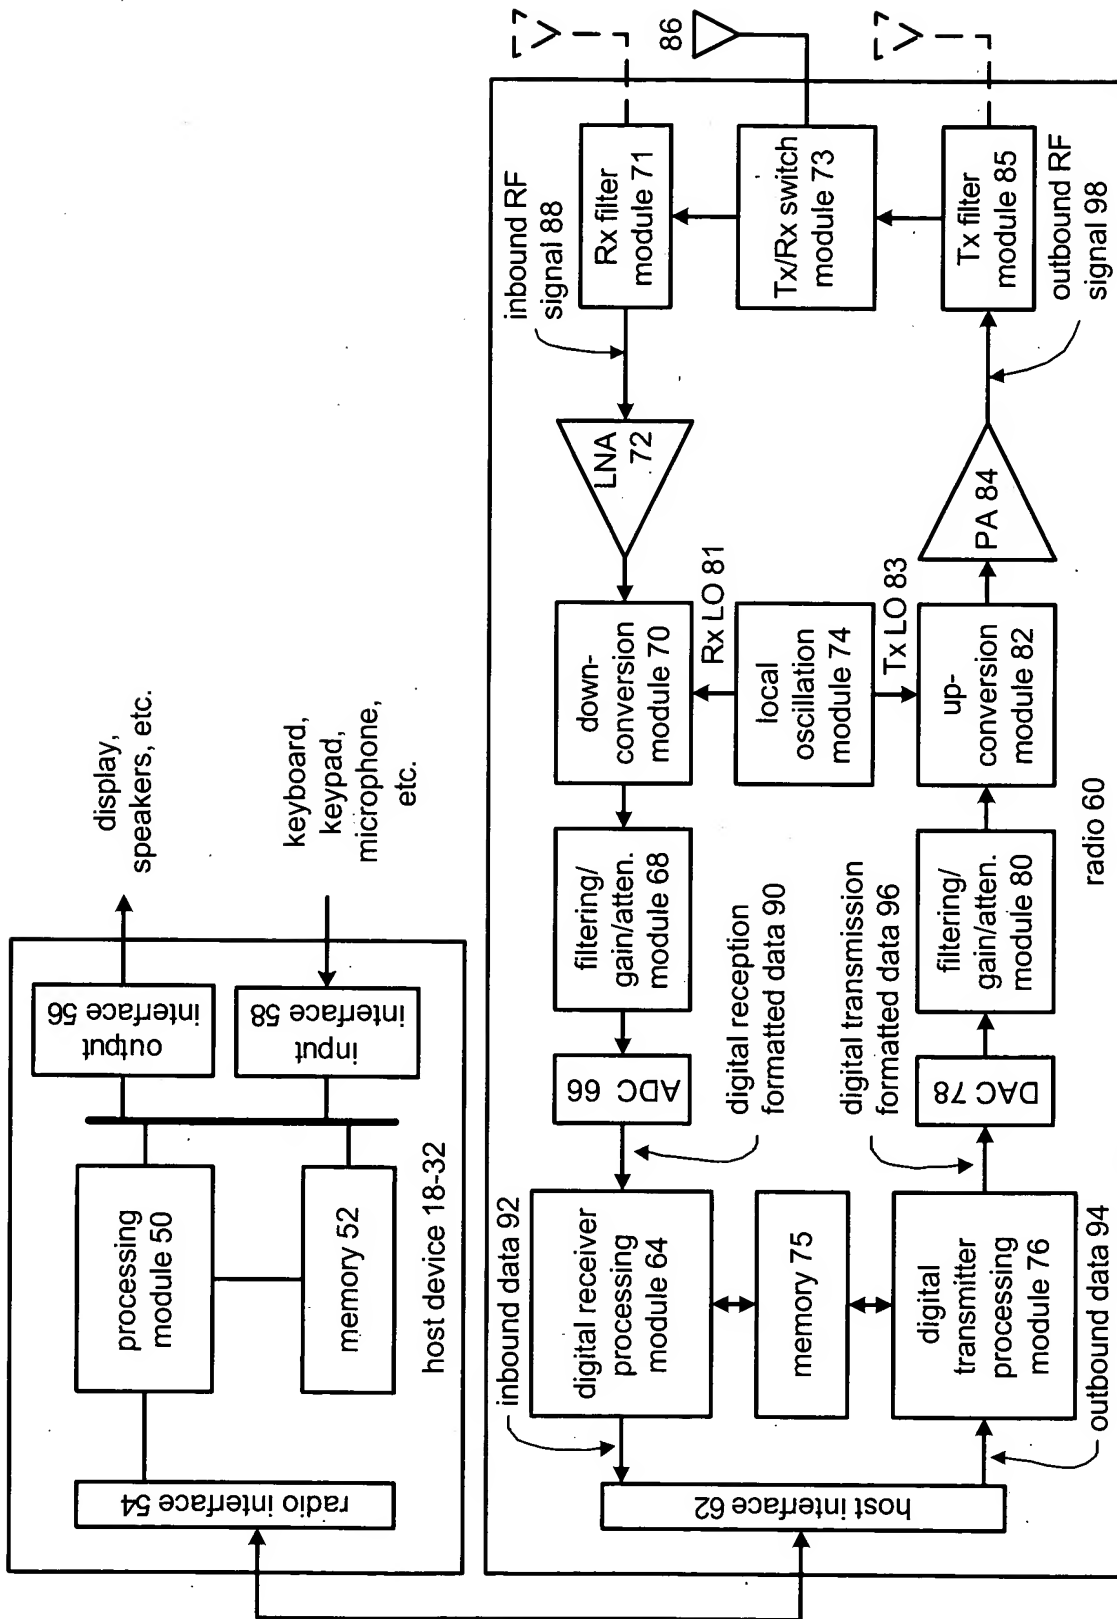 radio interface 54
processing
module 50
memory 52
output
interface 56
input
interface 58
display,
speakers, etc.
keyboard,
keypad,
microphone,
etc.
host device 18-32
host interface 62
inbound data 92
digital receiver
processing
module 64
memory 75
digital
transmitter
processing
module 76
outbound data 94
ADC 66
digital reception
formatted data 90
digital transmission
formatted data 96
DAC 78
filtering/
gain/atten.
module 68
filtering/
gain/atten.
module 80
down-
conversion
module 70
Rx LO 81
local
oscillation
module 74
Tx LO 83
up-
conversion
module 82
LNA
72
PA 84
inbound RF
signal 88
Rx filter
module 71
Tx/Rx switch
module 73
Tx filter
module 85
outbound RF
signal 98
86
radio 60